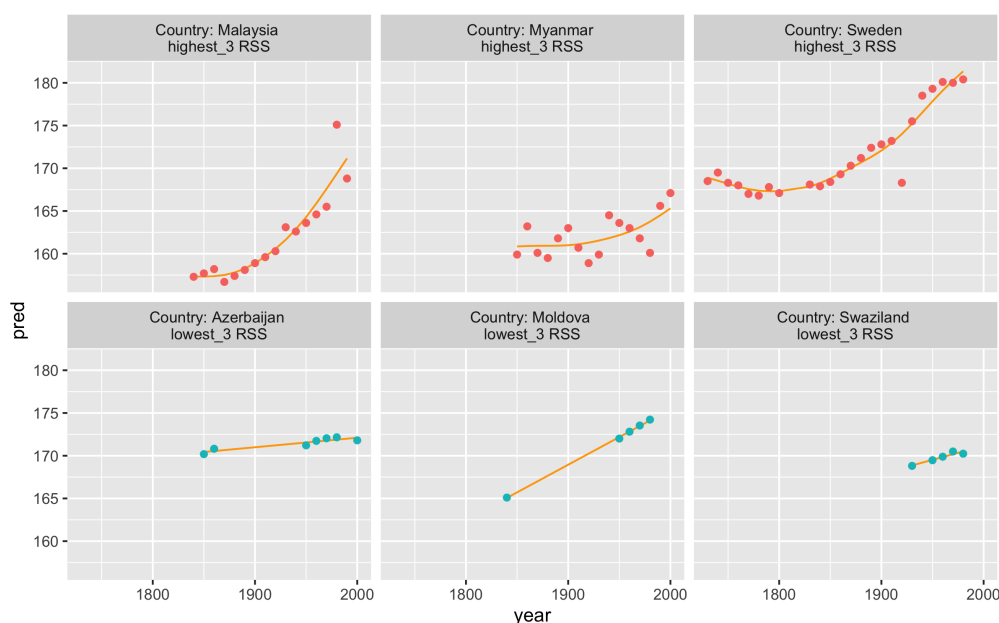 Country: Malaysia
highest_3 RSS
Country: Myanmar
highest_3 RSS
Country: Sweden
highest_3 RSS
180
175
170
165
160
Country: Azerbaijan
lowest_3 RSS
Country: Moldova
lowest_3 RSS
Country: Swaziland
lowest_3 RSS
180
175
170
165
160
1800
1900
2000
1800
1900
2000
1800
1900
2000
pred
year